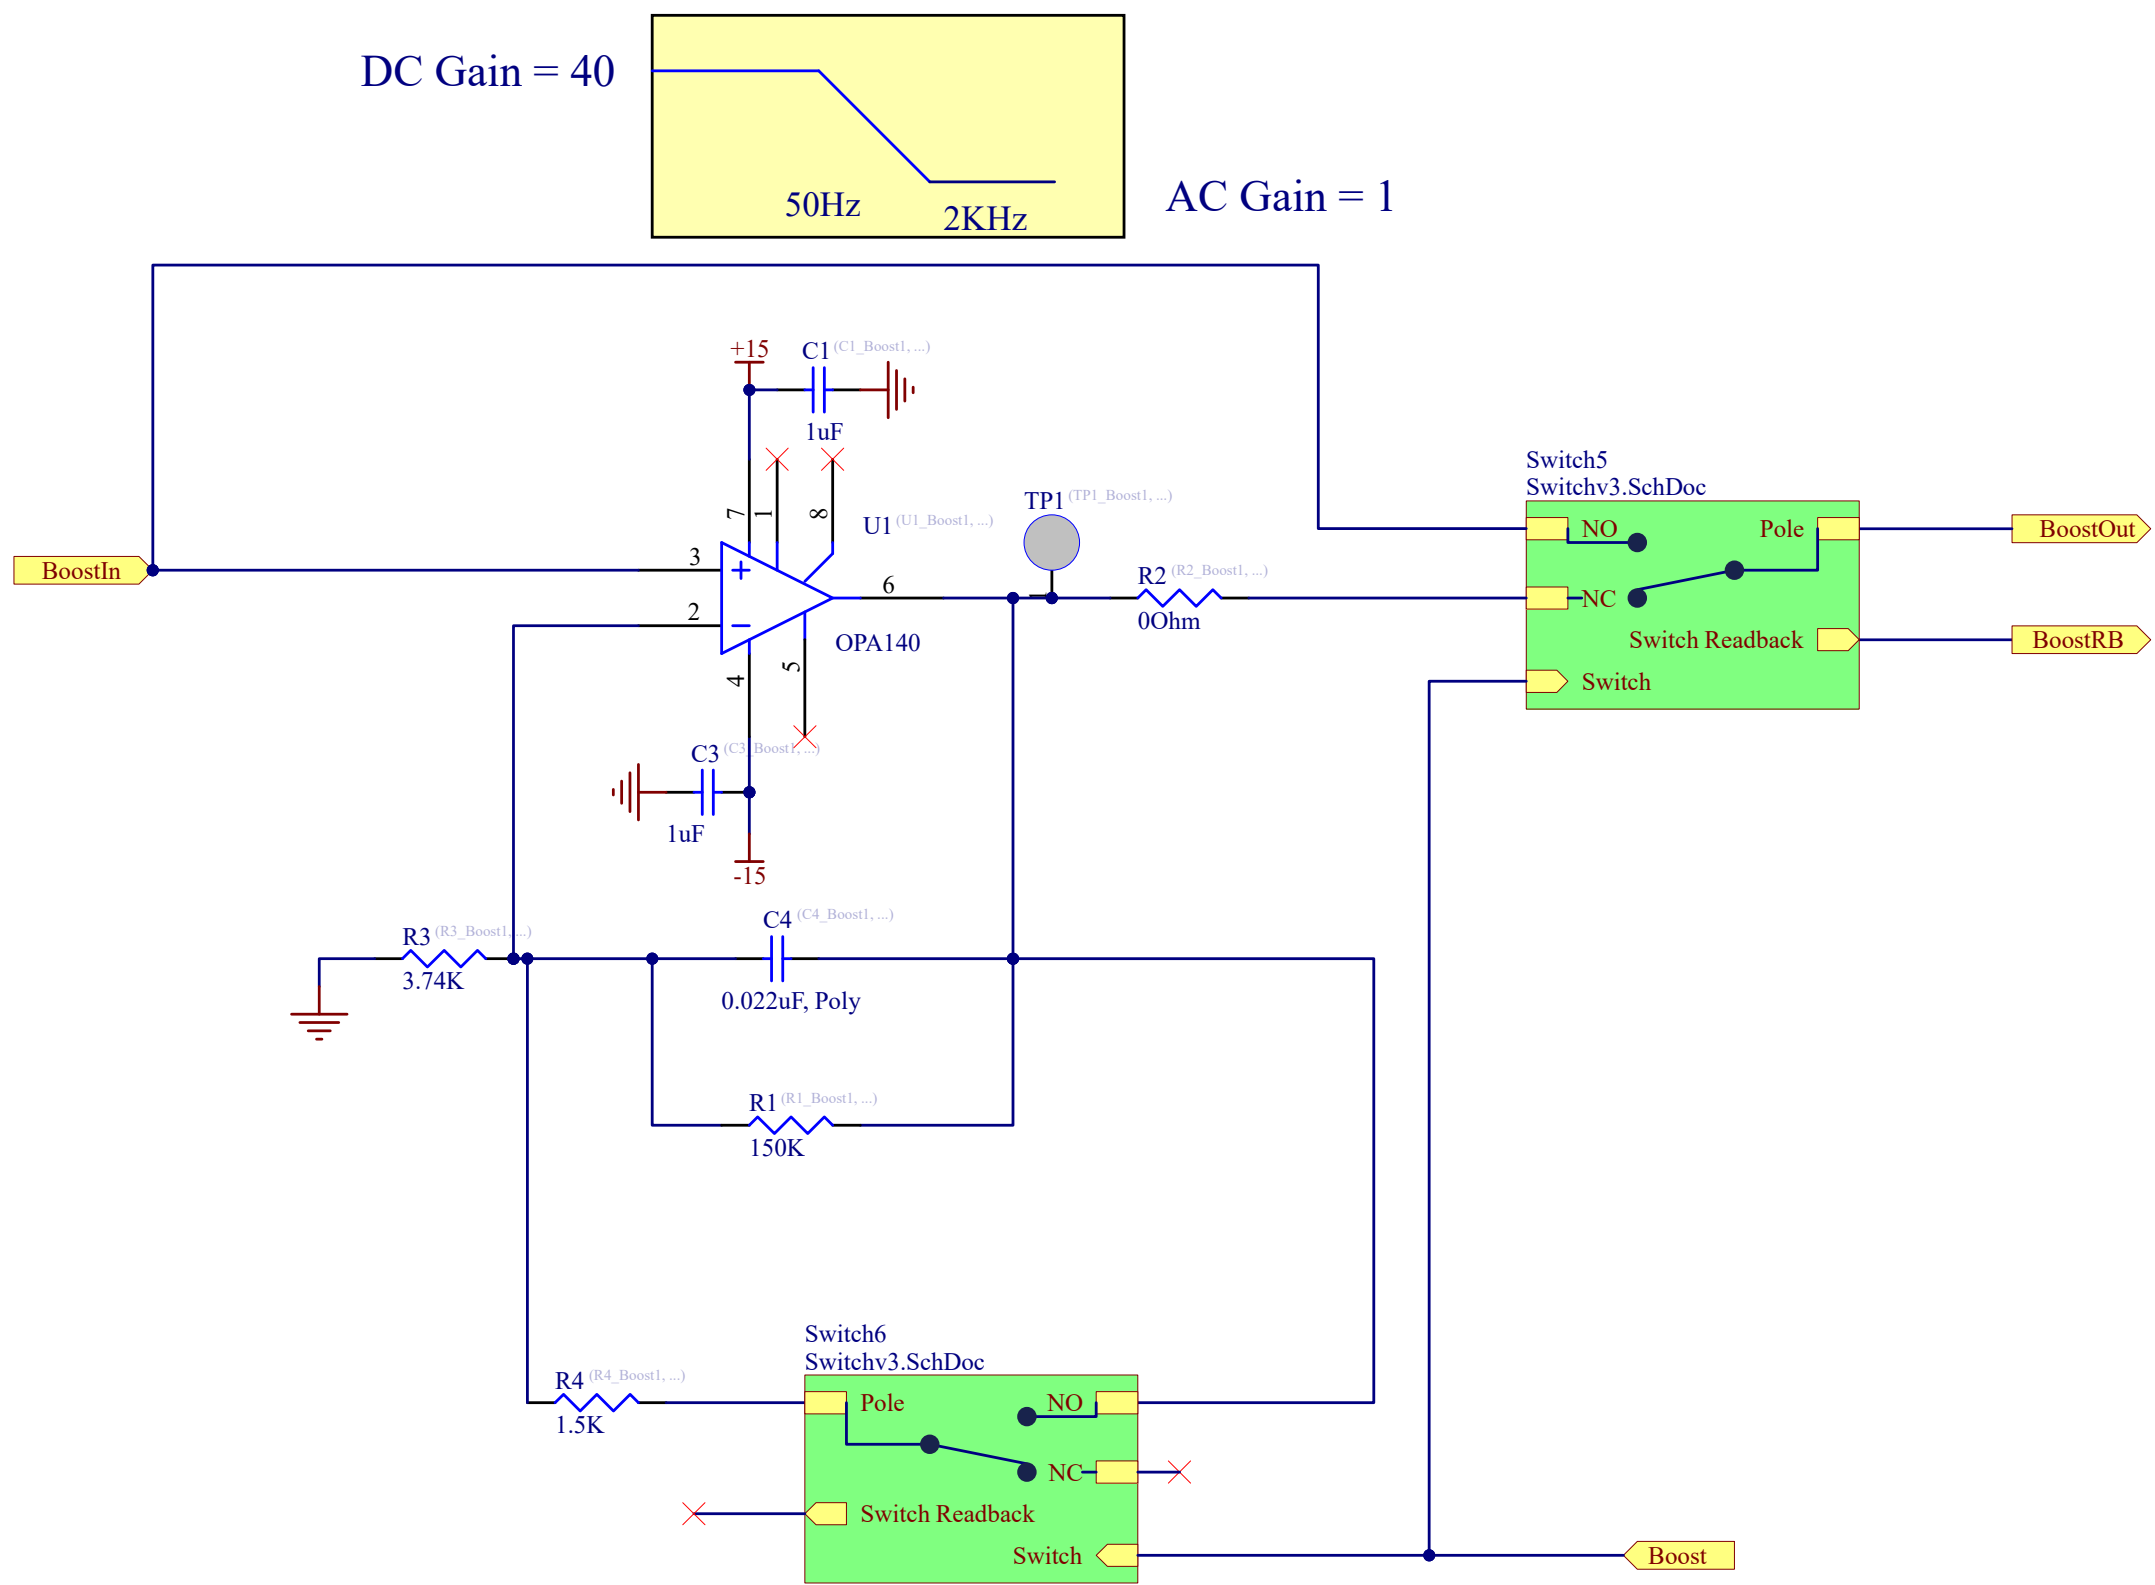 DC Gain = 40
50Hz
2KHz
AC Gain = 1
+15
C1 (C1_Boost1, ...)
1uF
7
1
8
U1 (U1_Boost1, ...)
TP1 (TP1_Boost1, ...)
1
Switch5
Switchv3.SchDoc
NO
Pole
BoostOut
BoostIn
3
6
R2 (R2_Boost1, ...)
0Ohm
NC
2
OPA140
Switch Readback
BoostRB
5
4
Switch
C3 (C3_Boost1, ...)
1uF
-15
C4 (C4_Boost1, ...)
0.022uF, Poly
R3 (R3_Boost1, ...)
3.74K
R1 (R1_Boost1, ...)
150K
Switch6
Switchv3.SchDoc
R4 (R4_Boost1, ...)
1.5K
Pole
NO
NC
Switch Readback
Switch
Boost